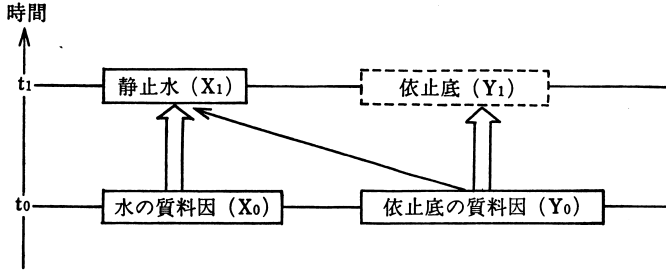 時間
t₁ 静止水 (X₁) 依止底 (Y₁)
t₀ 水の質料因 (X₀) 依止底の質料因 (Y₀)